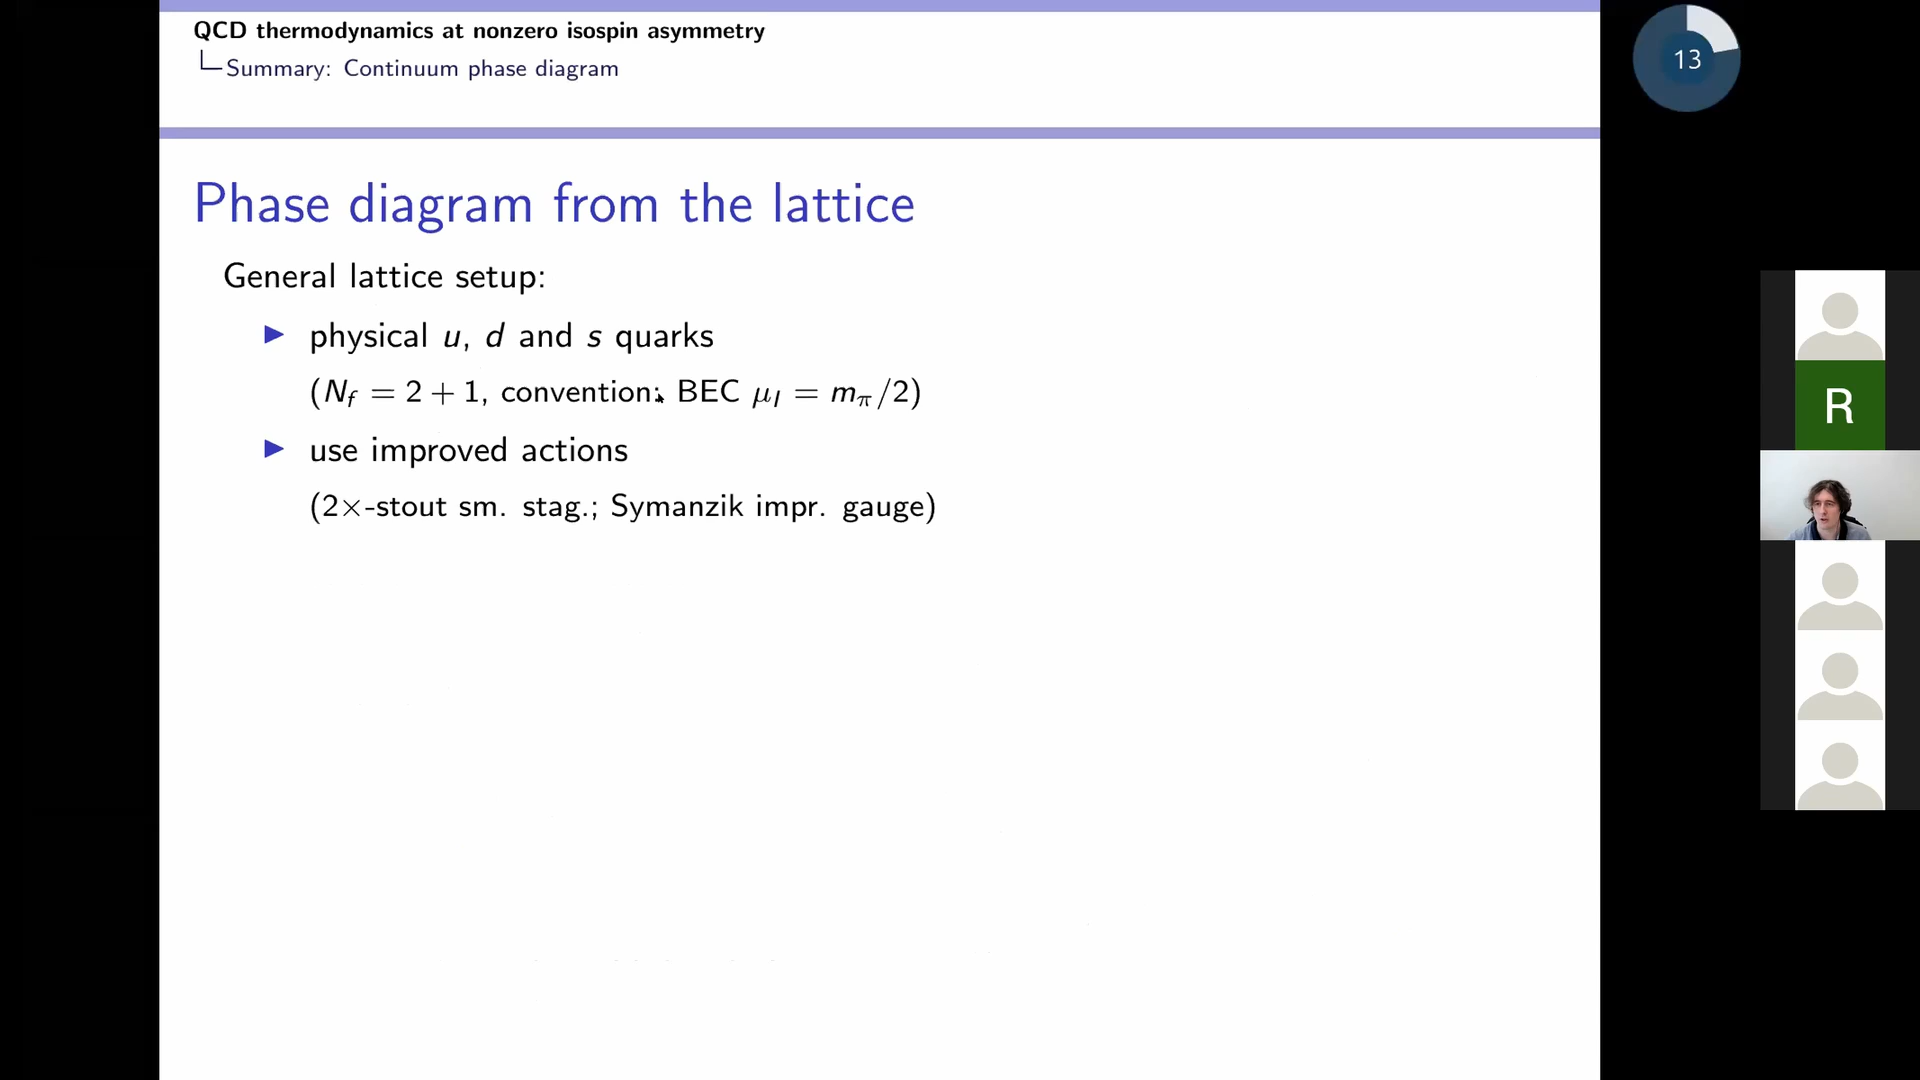 QCD thermodynamics at nonzero isospin asymmetry
Summary: Continuum phase diagram
13
Phase diagram from the lattice
General lattice setup:
▶ physical u, d and s quarks
(N_f = 2 + 1, convention: BEC μ_I = m_π/2)
R
▶ use improved actions
(2×-stout sm. stag.; Symanzik impr. gauge)